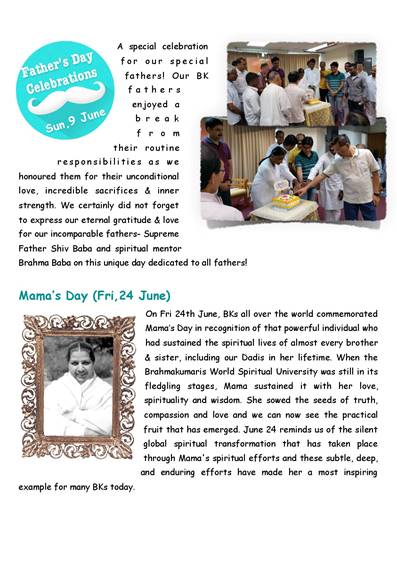 Father's Day
Celebrations
Sun,9 June
A special celebration
for our special
fathers! Our BK
fathers
enjoyed a
break
from
their routine
responsibilities as we
honoured them for their unconditional
love, incredible sacrifices & inner
strength. We certainly did not forget
to express our eternal gratitude & love
for our incomparable fathers– Supreme
Father Shiv Baba and spiritual mentor
Brahma Baba on this unique day dedicated to all fathers!
Mama's Day (Fri,24 June)
On Fri 24th June, BKs all over the world commemorated
Mama's Day in recognition of that powerful individual who
had sustained the spiritual lives of almost every brother
& sister, including our Dadis in her lifetime. When the
Brahmakumaris World Spiritual University was still in its
fledgling stages, Mama sustained it with her love,
spirituality and wisdom. She sowed the seeds of truth,
compassion and love and we can now see the practical
fruit that has emerged. June 24 reminds us of the silent
global spiritual transformation that has taken place
through Mama's spiritual efforts and these subtle, deep,
and enduring efforts have made her a most inspiring
example for many BKs today.